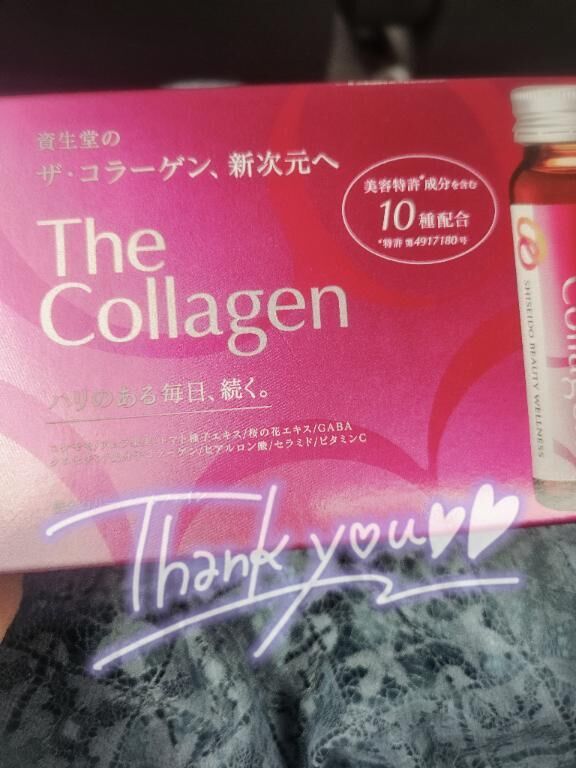 資生堂の
ザ・コラーゲン、新次元へ
美容特許*成分を含む
10種配合
*特許 第4917180号
The
Collagen
ハリのある毎日、続く。
トマト種子エキス/桜の花エキス/GABA
コラーゲン/ヒアルロン酸/セラミド/ビタミンC
Collage
SHISEIDO BEAUTY WELLNESS
Thank you